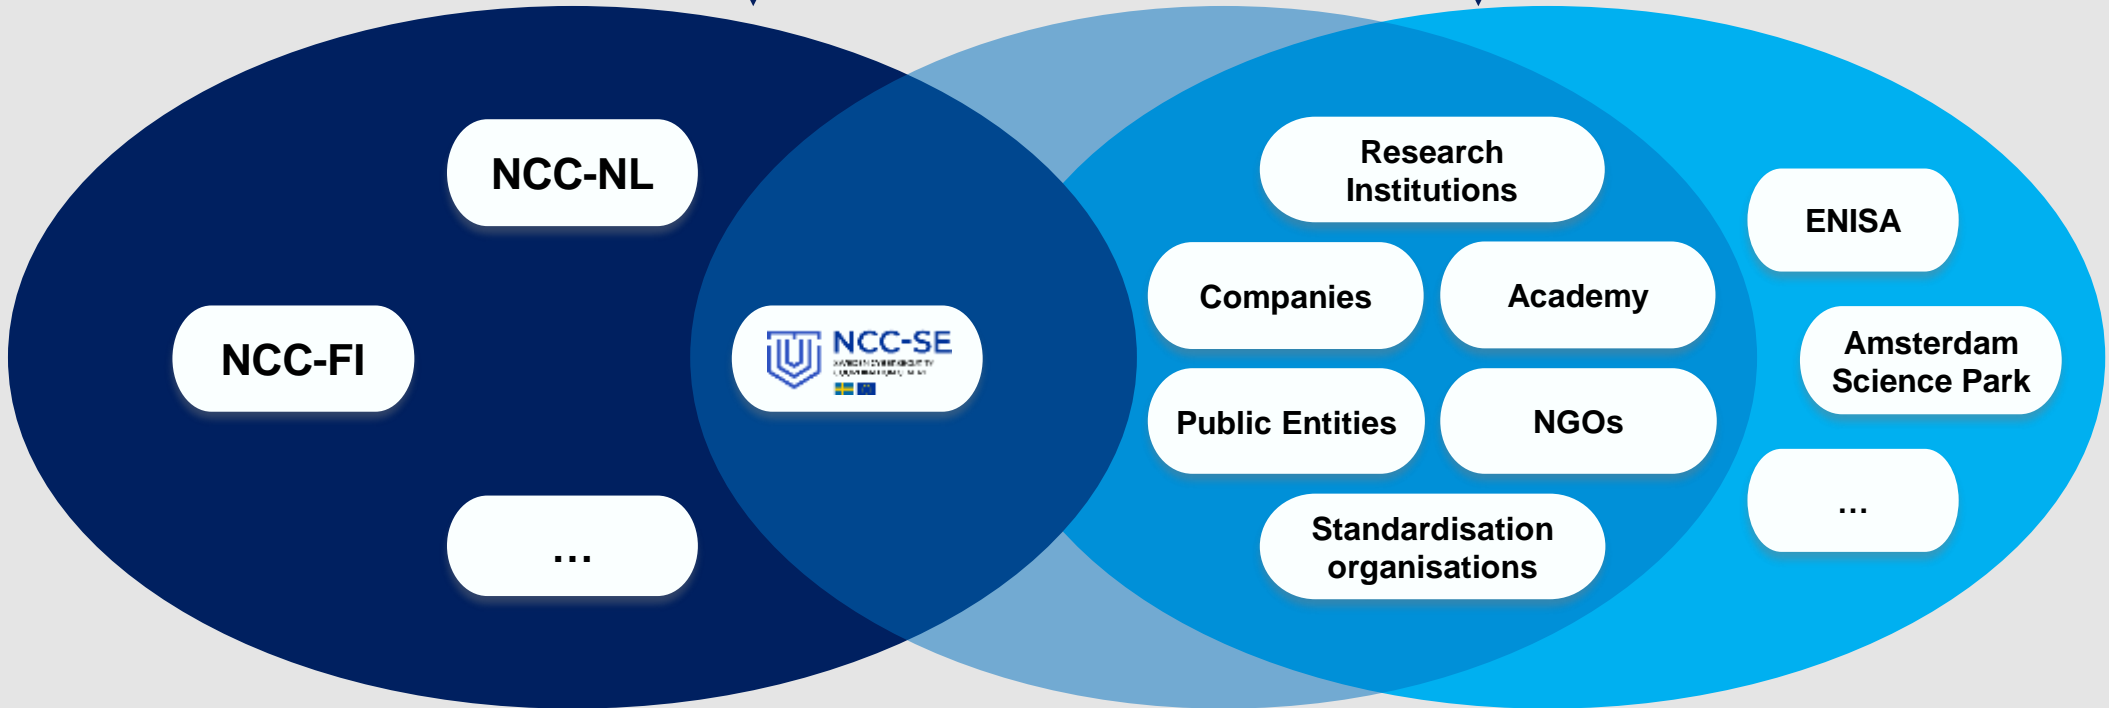 NCC-NL
NCC-FI
…
NCC-SE
Research
Institutions
Companies
Academy
Public Entities
NGOs
Standardisation
organisations
ENISA
Amsterdam
Science Park
…